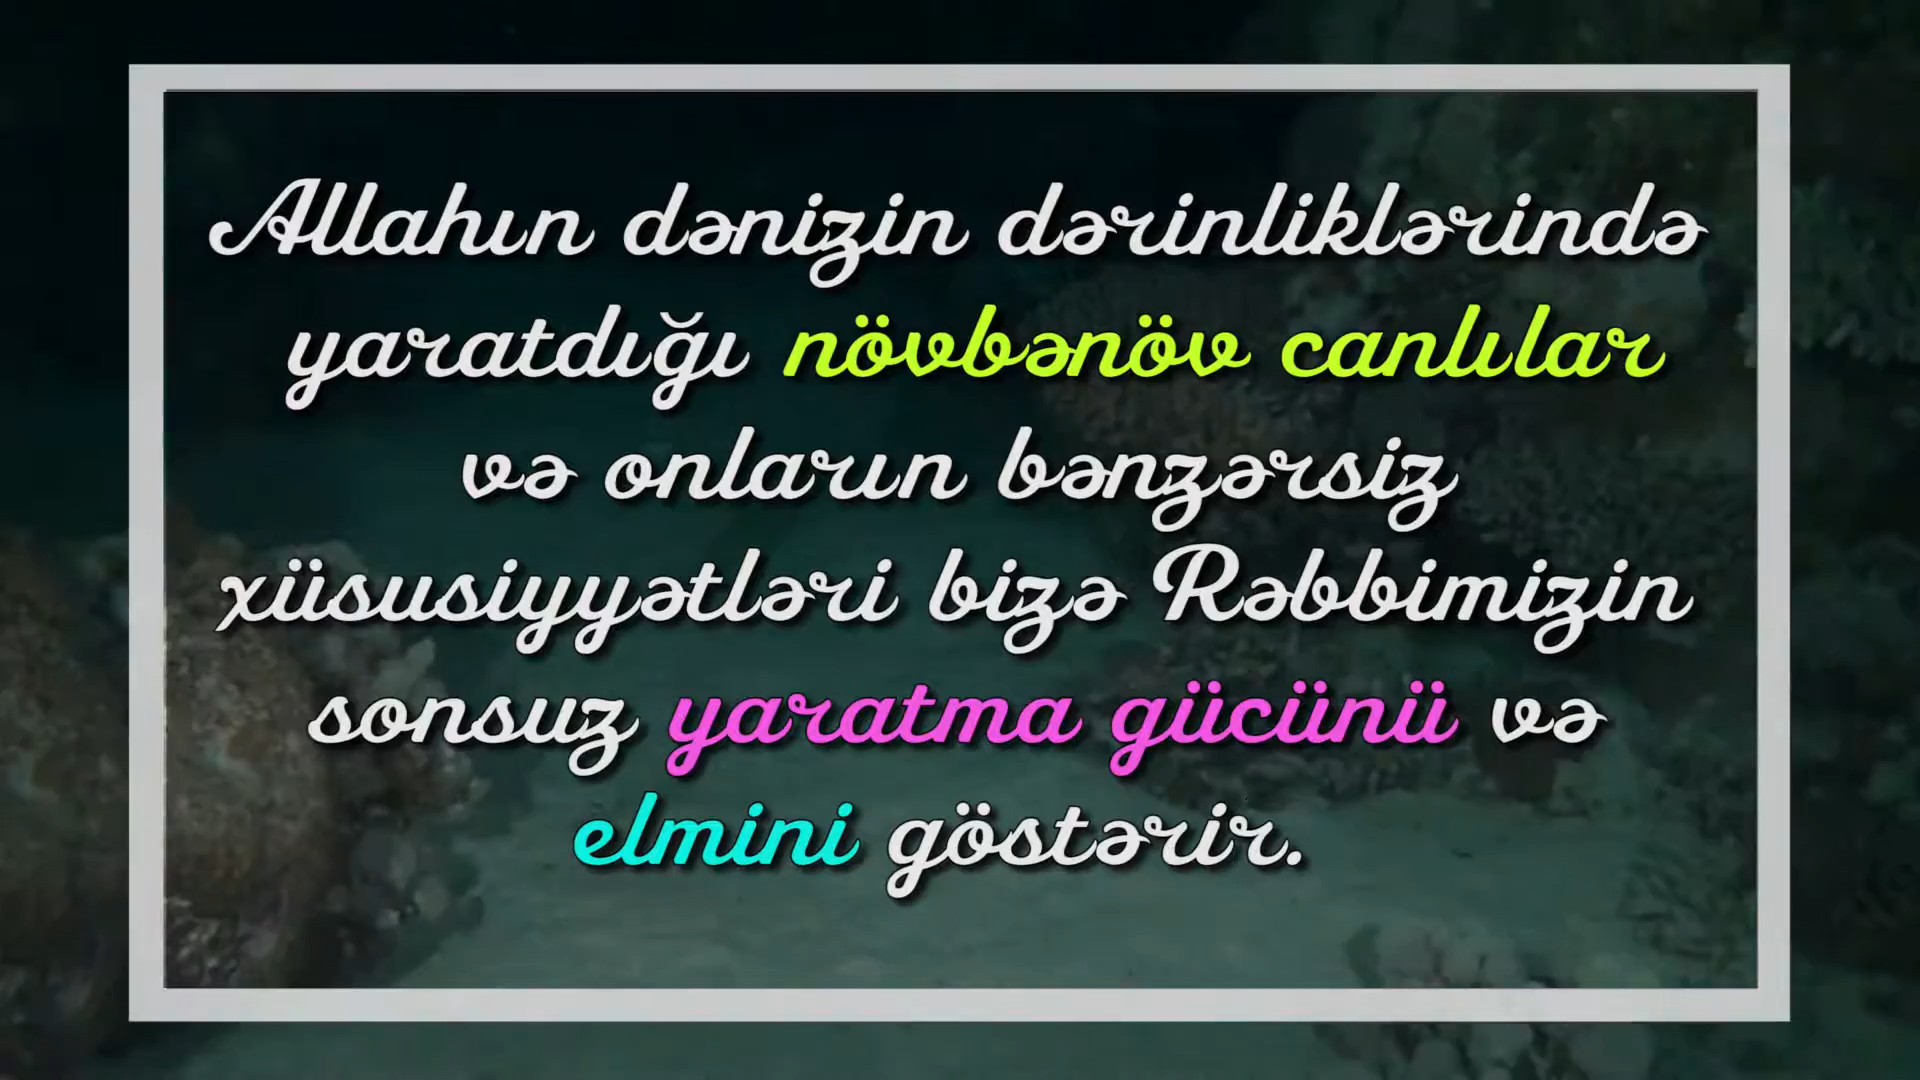 Allahın dənizin dərinliklərində
yaratdığı növbənöv canlılar
və onların bənzərsiz
xüsusiyyətləri bizə Rəbbimizin
sonsuz yaratma gücünü və
elmini göstərir.